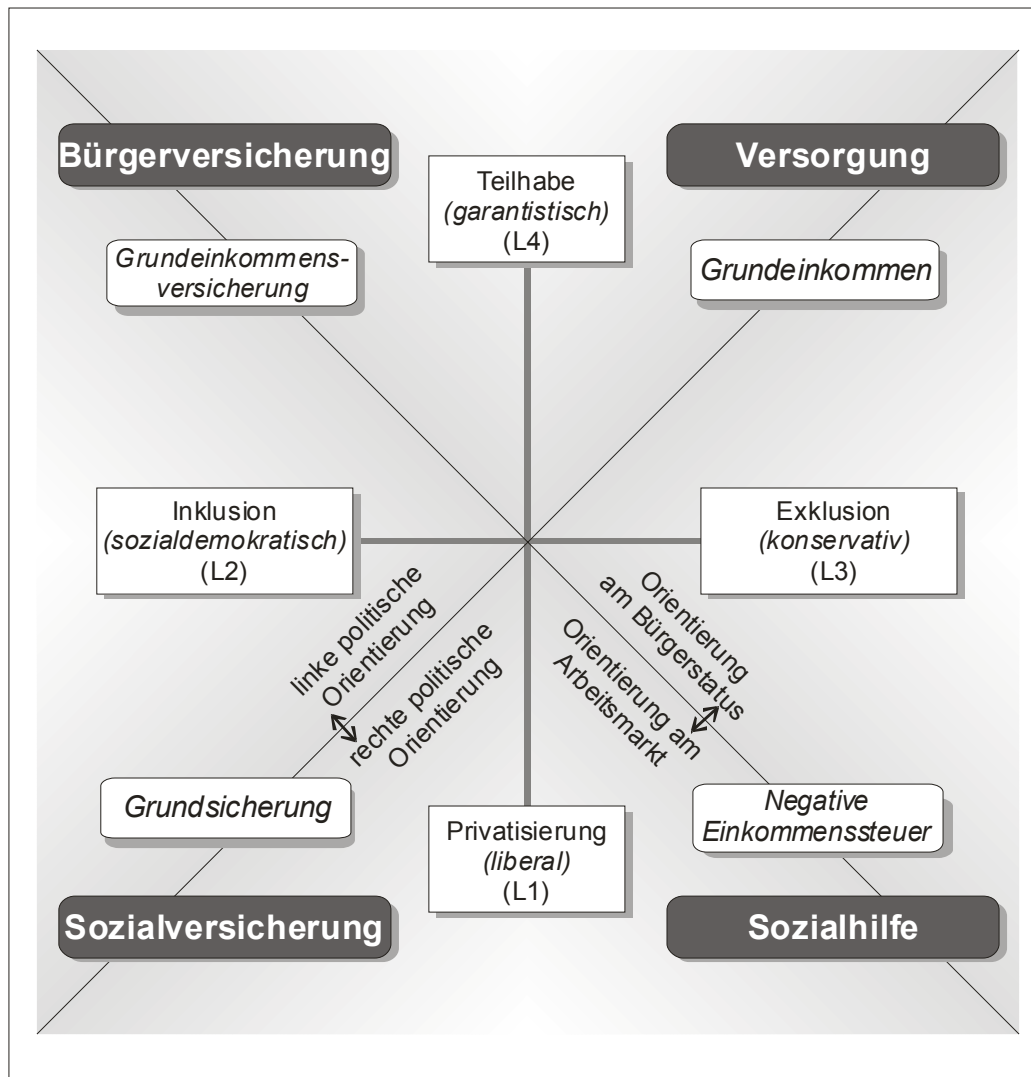 Bürgerversicherung
Versorgung
Teilhabe
(garantistisch)
(L4)
Grundeinkommens-
versicherung
Grundeinkommen
Inklusion
(sozialdemokratisch)
(L2)
Exklusion
(konservativ)
(L3)
linke politische
Orientierung
rechte politische
Orientierung
Orientierung
am Bürgerstatus
Orientierung am
Arbeitsmarkt
Grundsicherung
Privatisierung
(liberal)
(L1)
Negative
Einkommenssteuer
Sozialversicherung
Sozialhilfe